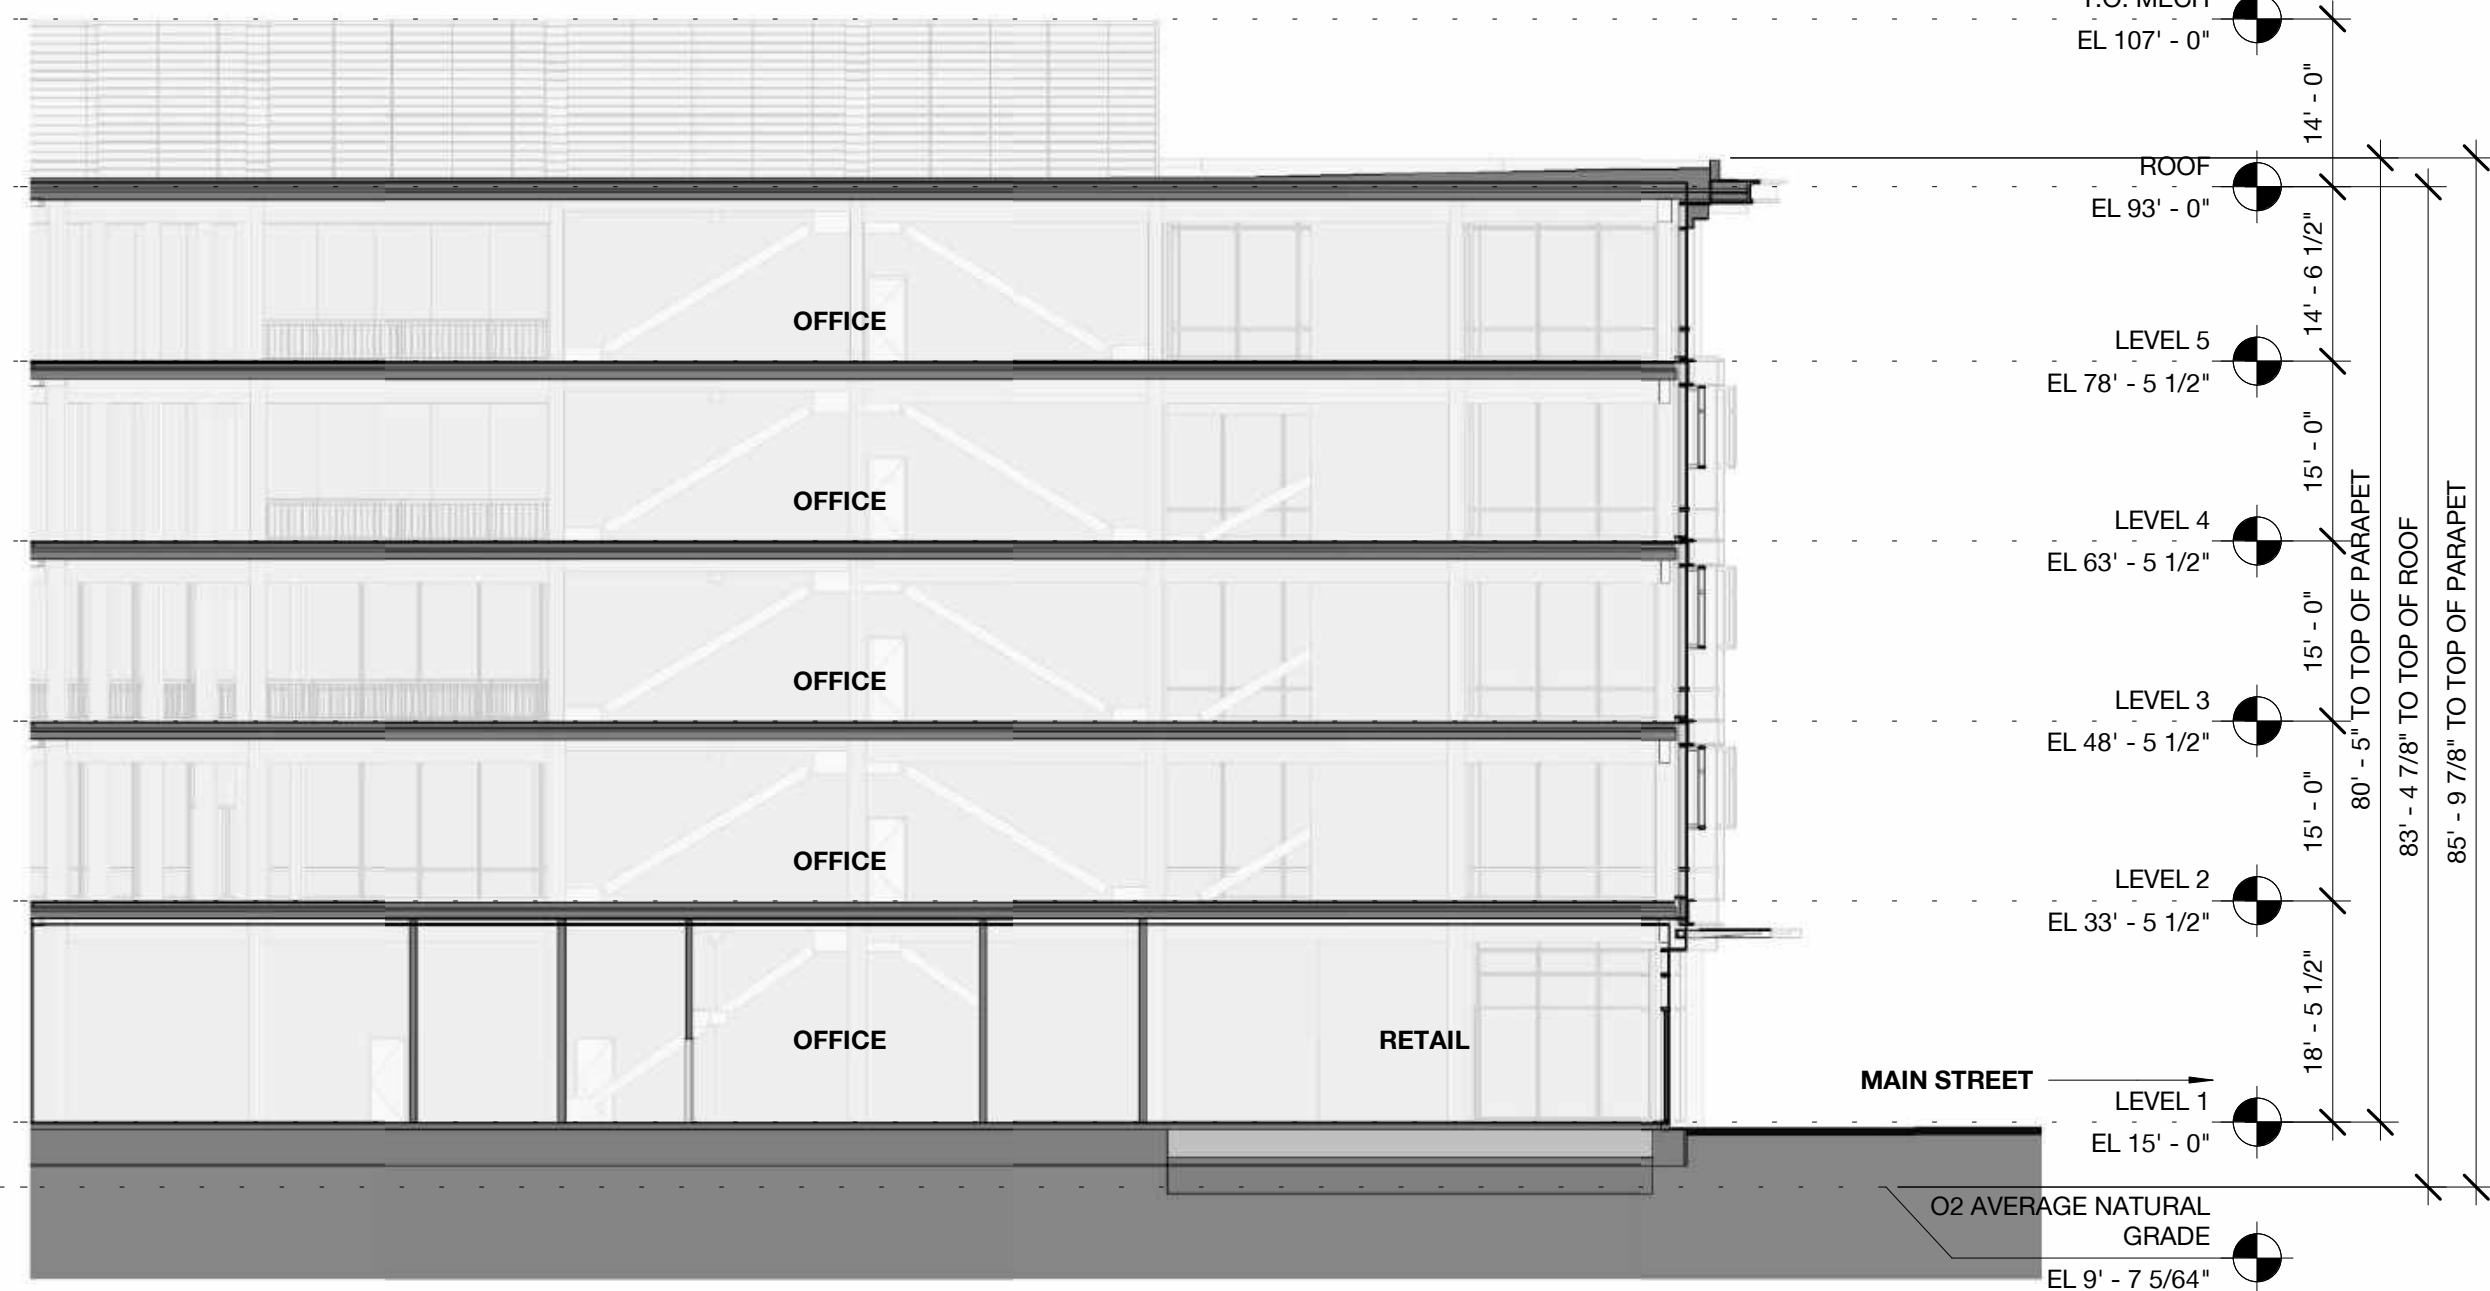 T.O. MECH
EL 107' - 0"
14' - 0"
ROOF
EL 93' - 0"
14' - 6 1/2"
OFFICE
LEVEL 5
EL 78' - 5 1/2"
15' - 0"
OFFICE
LEVEL 4
EL 63' - 5 1/2"
15' - 0"
OFFICE
LEVEL 3
EL 48' - 5 1/2"
15' - 0"
OFFICE
LEVEL 2
EL 33' - 5 1/2"
18' - 5 1/2"
OFFICE
RETAIL
MAIN STREET
LEVEL 1
EL 15' - 0"
O2 AVERAGE NATURAL
GRADE
EL 9' - 7 5/64"
80' - 5" TO TOP OF PARAPET
83' - 4 7/8" TO TOP OF ROOF
85' - 9 7/8" TO TOP OF PARAPET